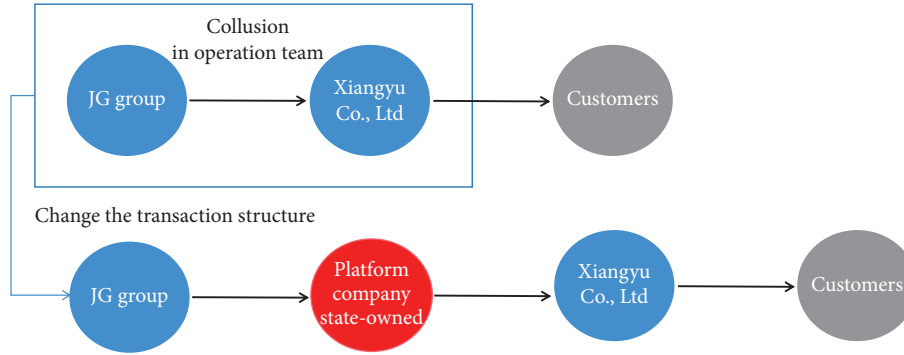 Collusion
in operation team
JG group
Xiangyu
Co., Ltd
Customers
Change the transaction structure
JG group
Platform
company
state-owned
Xiangyu
Co., Ltd
Customers